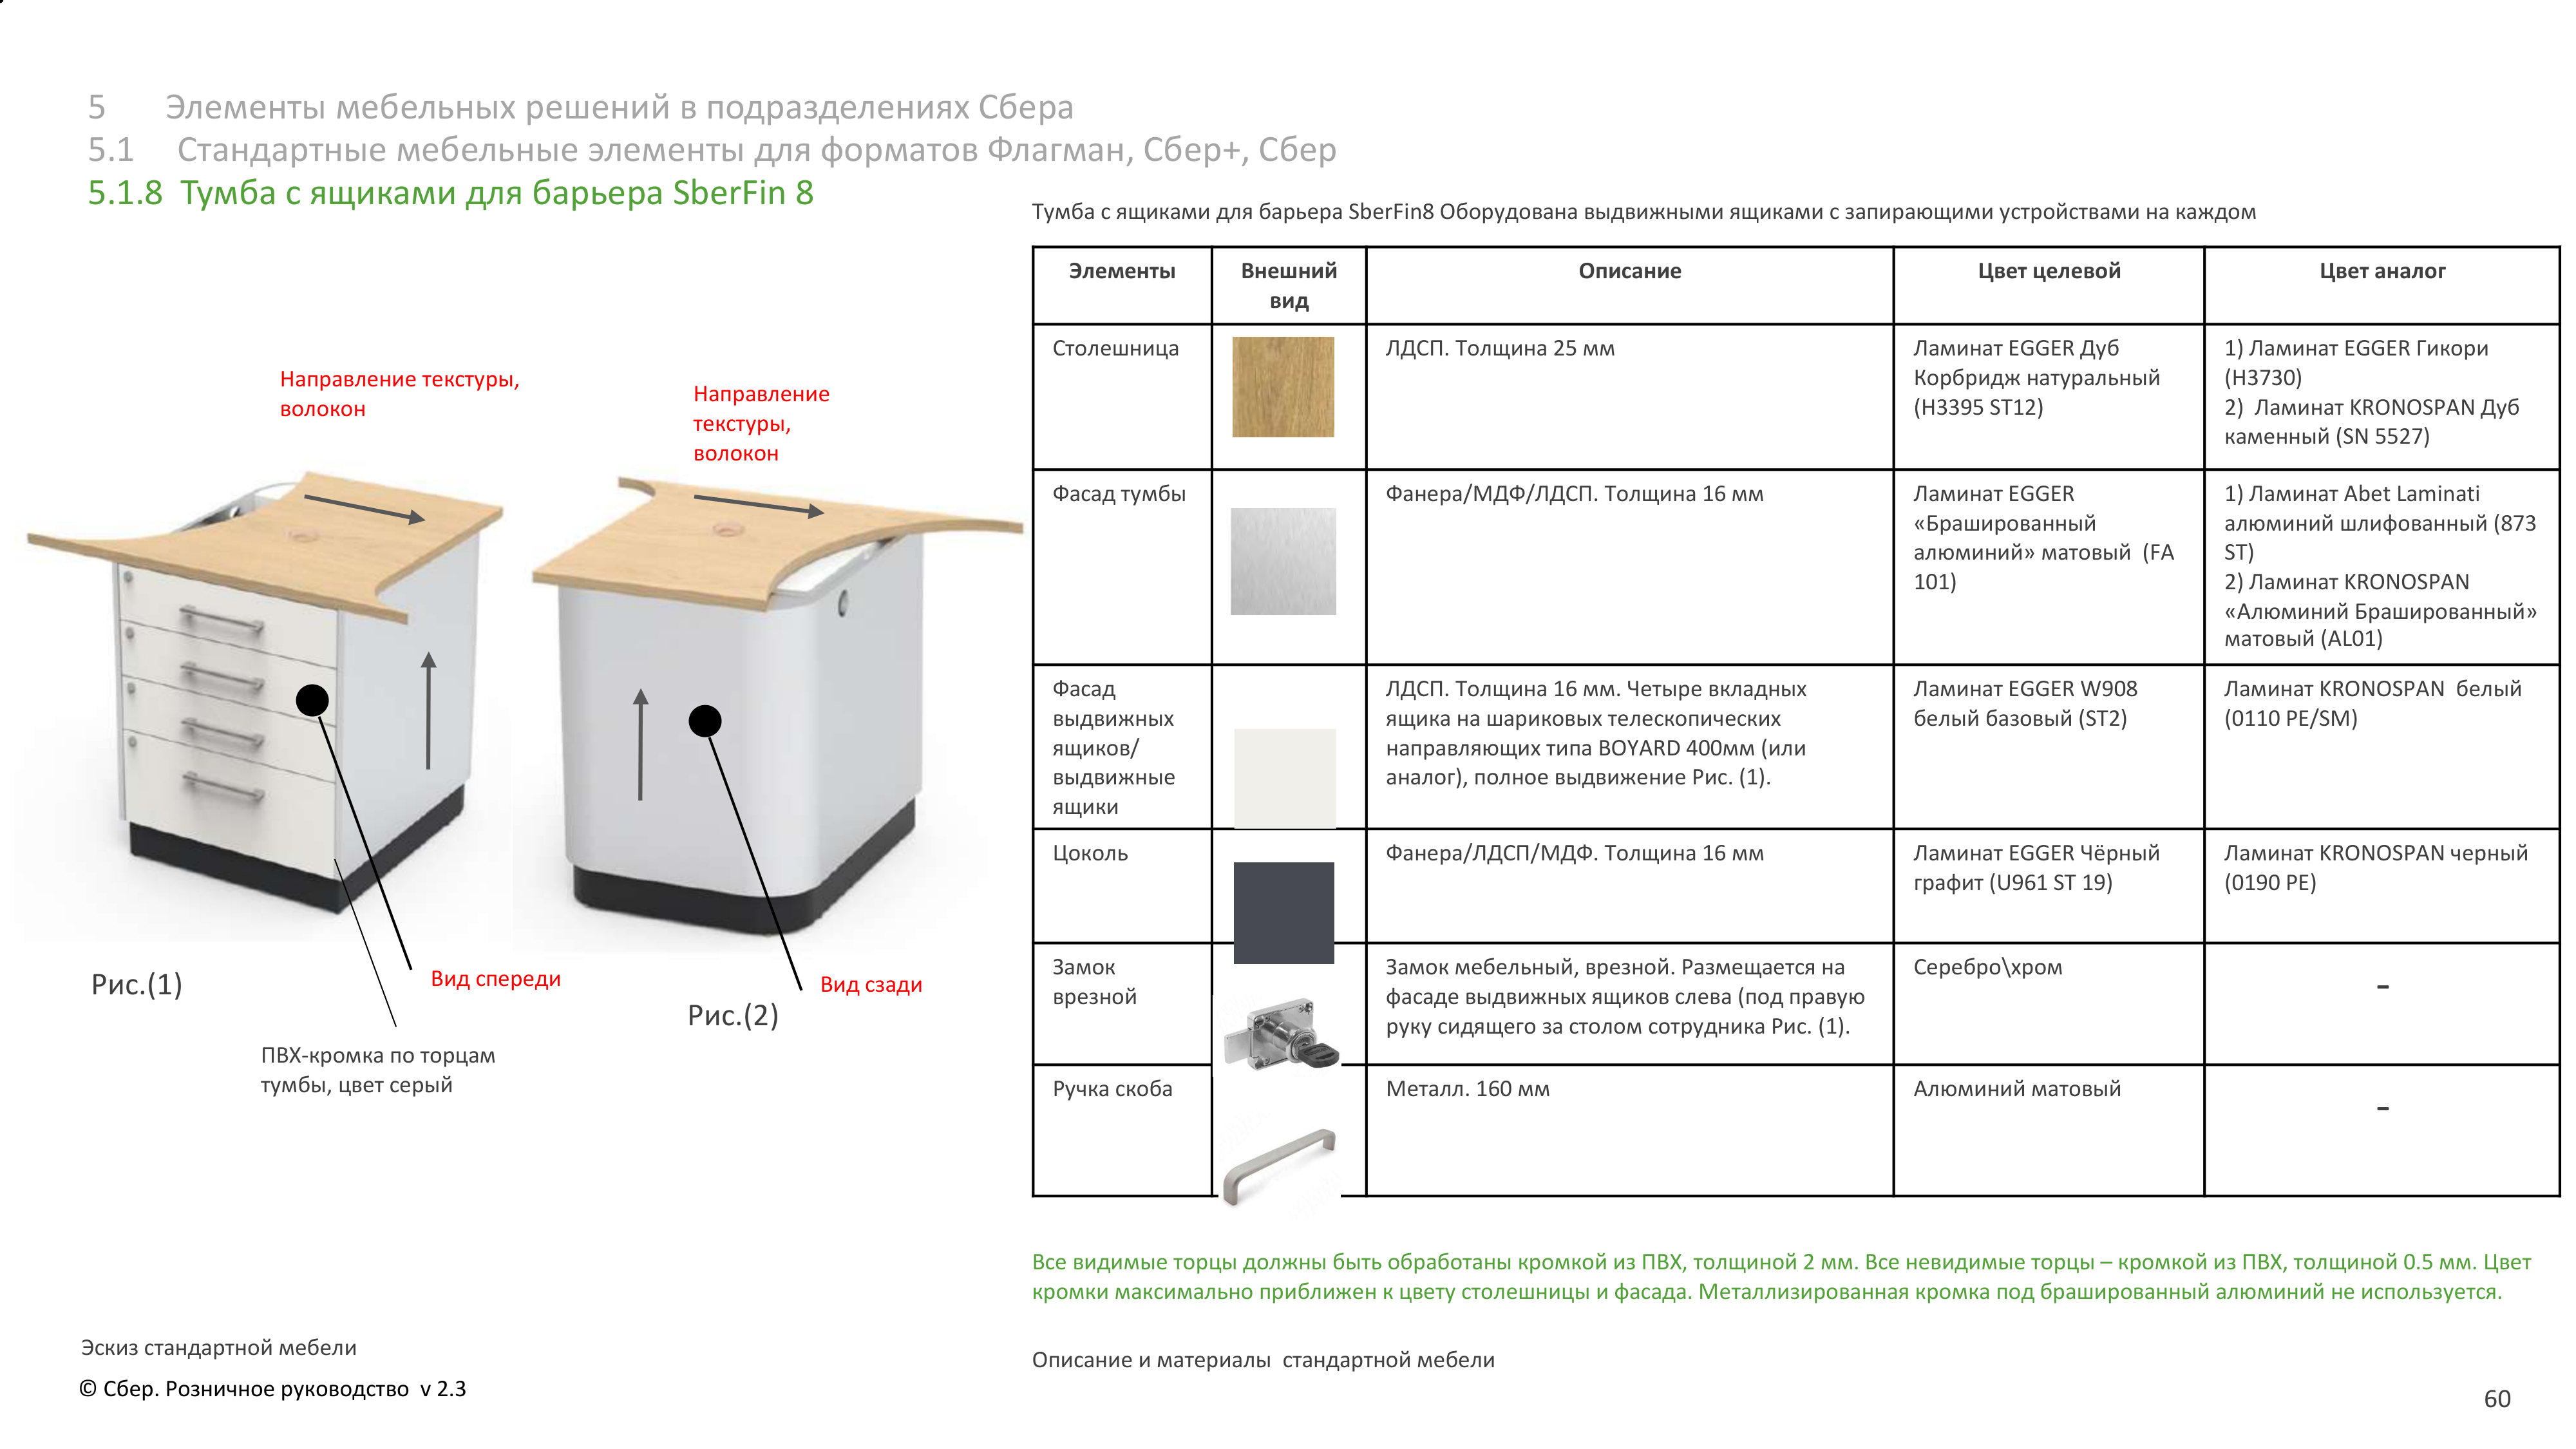 5 Элементы мебельных решений в подразделениях Сбера
5.1 Стандартные мебельные элементы для форматов Флагман, Сбер+, Сбер
5.1.8 Тумба с ящиками для барьера SberFin 8
Направление текстуры,
волокон
Направление
текстуры,
волокон
Рис.(1)
Вид спереди
Рис.(2)
Вид сзади
ПВХ-кромка по торцам
тумбы, цвет серый
Тумба с ящиками для барьера SberFin8 Оборудована выдвижными ящиками с запирающими устройствами на каждом
Элементы
Внешний
вид
Описание
Цвет целевой
Цвет аналог
Столешница
ЛДСП. Толщина 25 мм
Ламинат EGGER Дуб
Корбридж натуральный
(H3395 ST12)
1) Ламинат EGGER Гикори
(H3730)
2) Ламинат KRONOSPAN Дуб
каменный (SN 5527)
Фасад тумбы
Фанера/МДФ/ЛДСП. Толщина 16 мм
Ламинат EGGER
«Брашированный
алюминий» матовый (FA
101)
1) Ламинат Abet Laminati
алюминий шлифованный (873
ST)
2) Ламинат KRONOSPAN
«Алюминий Брашированный»
матовый (AL01)
Фасад
выдвижных
ящиков/
выдвижные
ящики
ЛДСП. Толщина 16 мм. Четыре вкладных
ящика на шариковых телескопических
направляющих типа BOYARD 400мм (или
аналог), полное выдвижение Рис. (1).
Ламинат EGGER W908
белый базовый (ST2)
Ламинат KRONOSPAN белый
(0110 PE/SM)
Цоколь
Фанера/ЛДСП/МДФ. Толщина 16 мм
Ламинат EGGER Чёрный
графит (U961 ST 19)
Ламинат KRONOSPAN черный
(0190 PE)
Замок
врезной
Замок мебельный, врезной. Размещается на
фасаде выдвижных ящиков слева (под правую
руку сидящего за столом сотрудника Рис. (1).
Серебро\хром
–
Ручка скоба
Металл. 160 мм
Алюминий матовый
–
Все видимые торцы должны быть обработаны кромкой из ПВХ, толщиной 2 мм. Все невидимые торцы – кромкой из ПВХ, толщиной 0.5 мм. Цвет
кромки максимально приближен к цвету столешницы и фасада. Металлизированная кромка под брашированный алюминий не используется.
Эскиз стандартной мебели
Описание и материалы стандартной мебели
© Сбер. Розничное руководство v 2.3
60